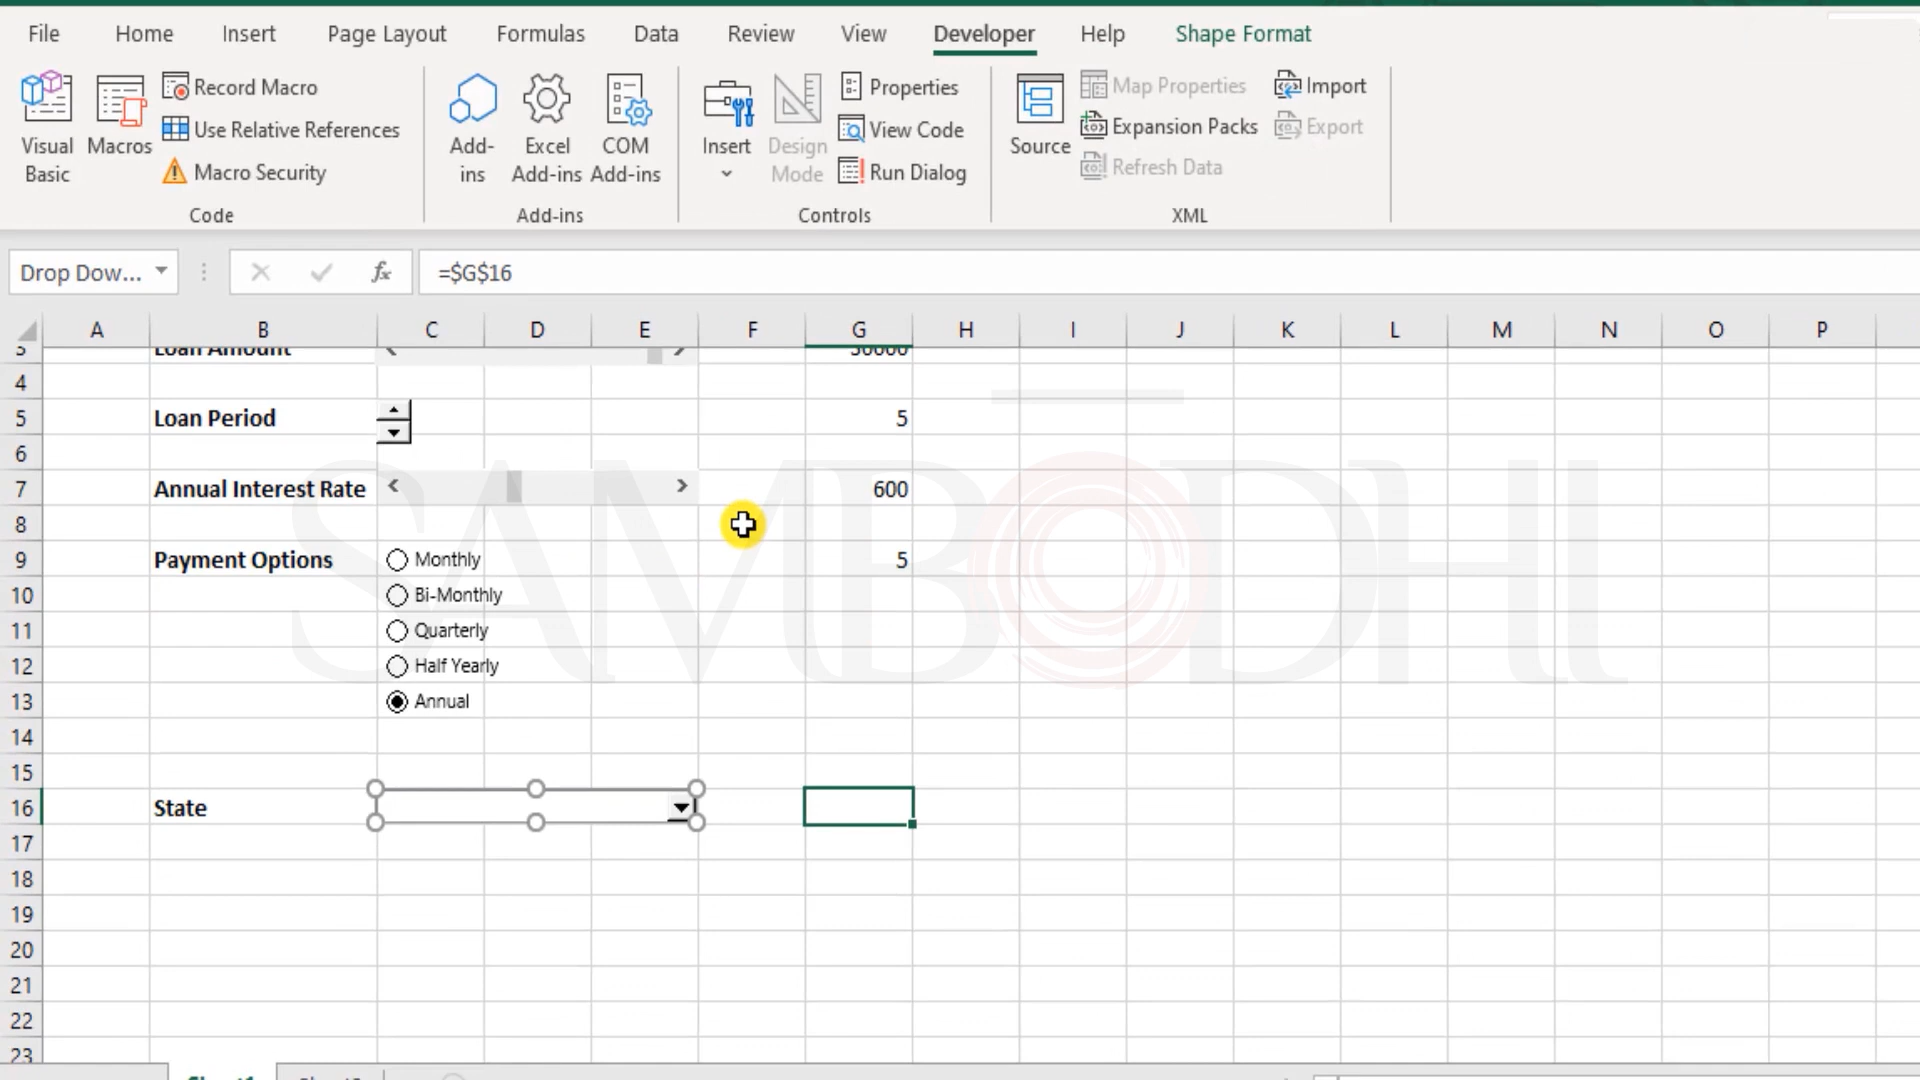 File Home Insert Page Layout Formulas Data Review View Developer Help Shape Format
Visual Basic
Macros
Record Macro
Use Relative References
Macro Security
Code
Add-ins
Excel Add-ins
COM Add-ins
Add-ins
Insert
Design Mode
Properties
View Code
Run Dialog
Controls
Source
Map Properties
Expansion Packs
Refresh Data
Import
Export
XML
Drop Dow... fx =$G$16
A B C D E F G H I J K L M N O P
3 Loan Amount 50000
4
5 Loan Period 5
6
7 Annual Interest Rate 600
8
9 Payment Options Monthly 5
10 Bi-Monthly
11 Quarterly
12 Half Yearly
13 Annual
14
15
16 State
17
18
19
20
21
22
23
SAMBODHI